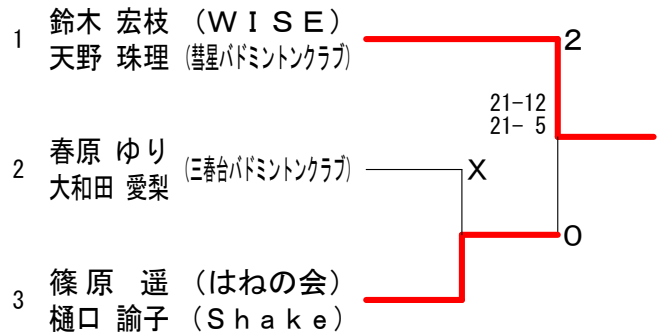 1 鈴木 宏枝 (WISE)
天野 珠理 (彗星バドミントンクラブ)
2
21-12
21- 5
2 春原 ゆり
大和田 愛梨 (三春台バドミントンクラブ)
X
0
3 篠原 遥 (はねの会)
樋口 諭子 (Shake)